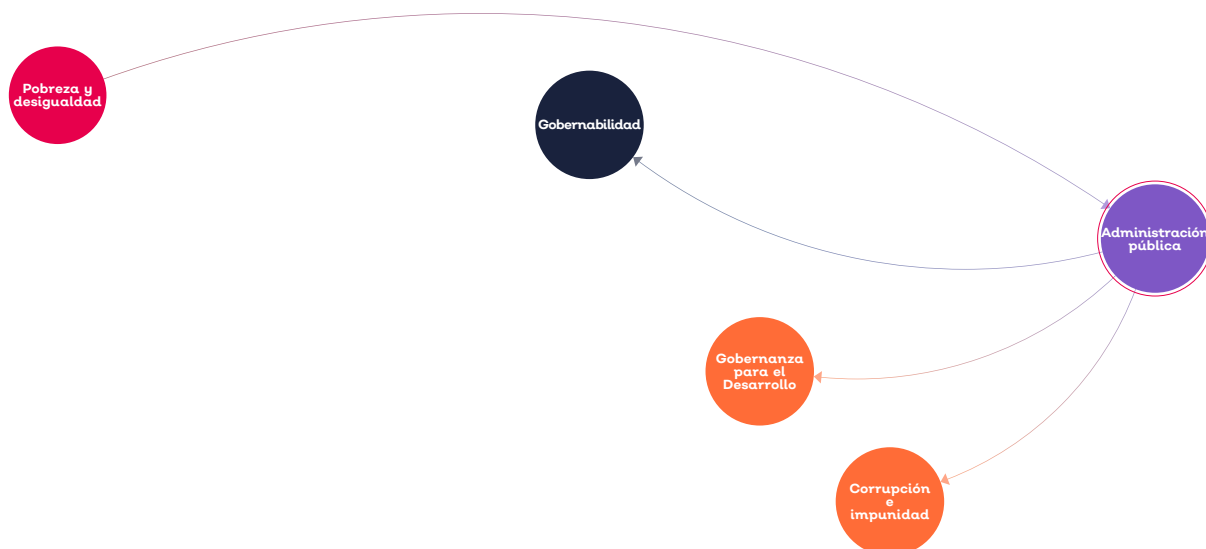 Pobreza y
desigualdad
Gobernabilidad
Administración
pública
Gobernanza
para el
Desarrollo
Corrupción
e
impunidad